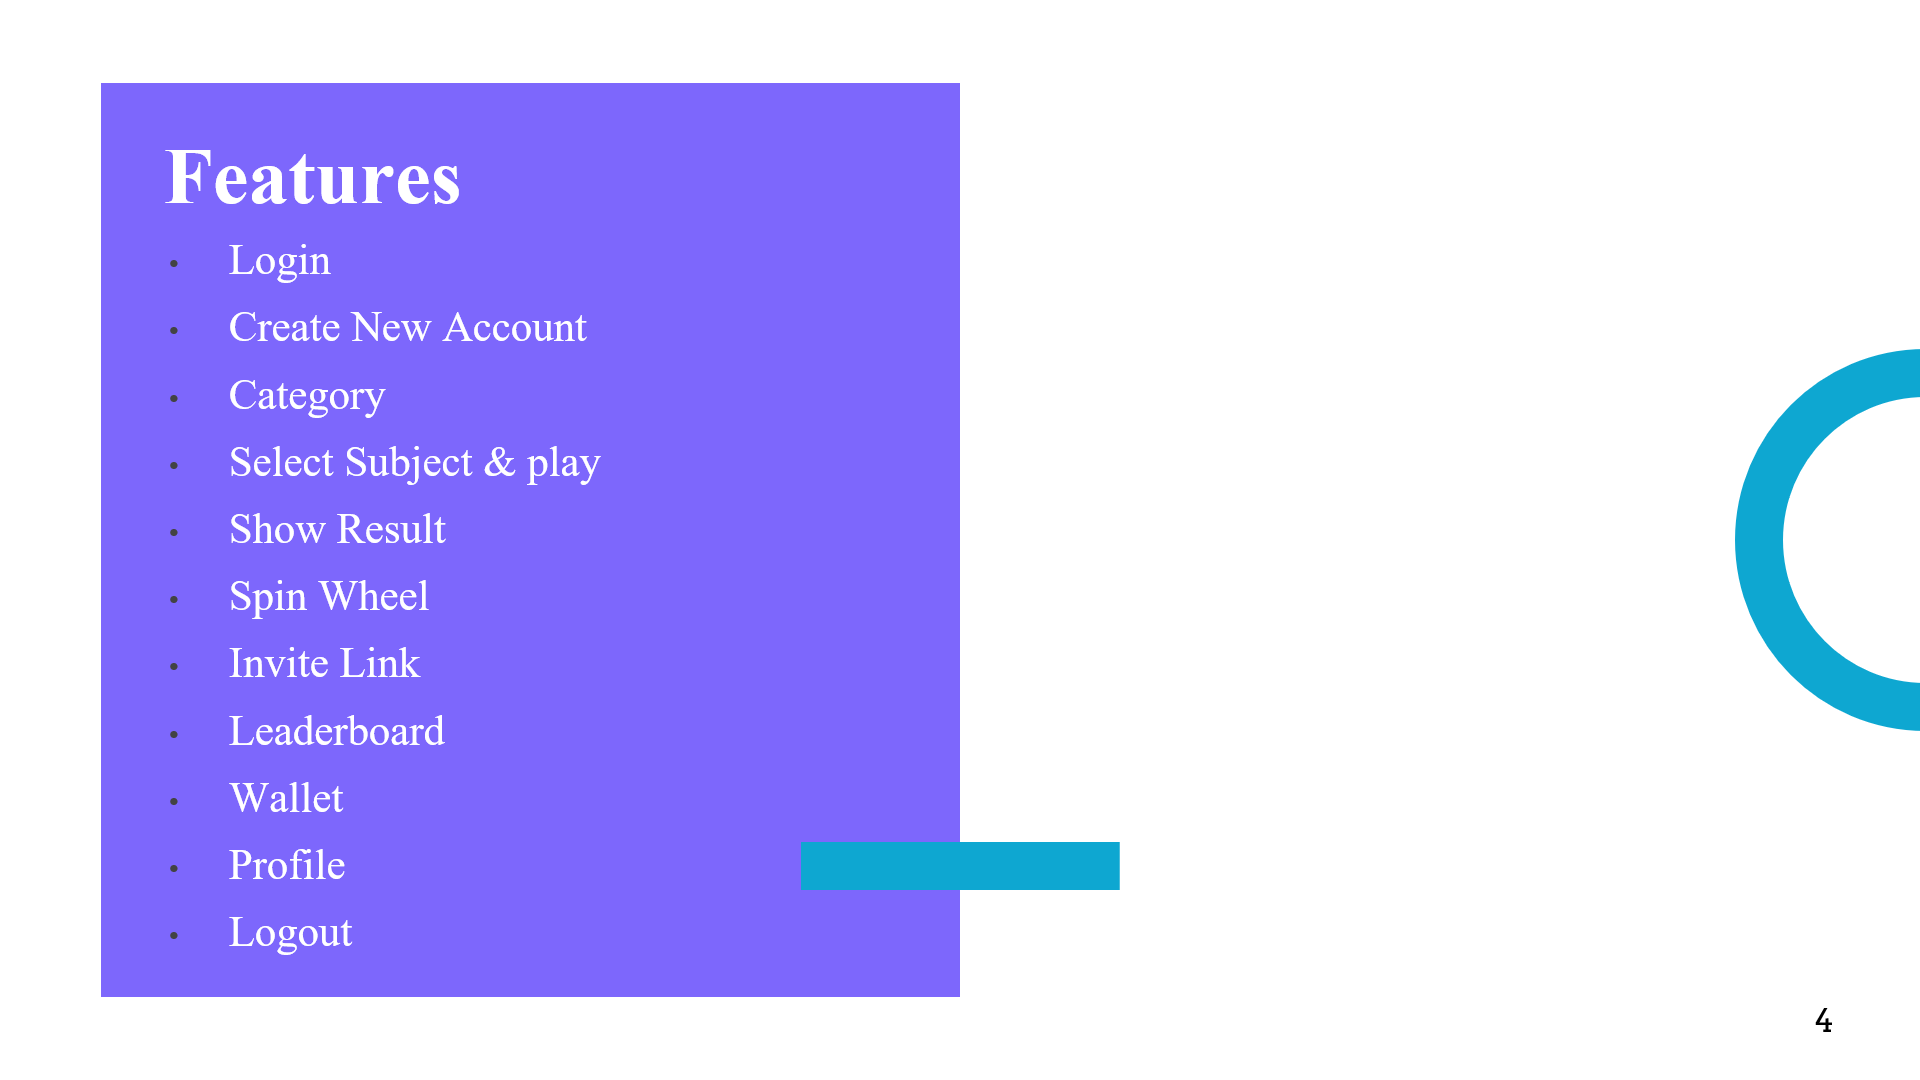 Features
• Login
• Create New Account
• Category
• Select Subject & play
• Show Result
• Spin Wheel
• Invite Link
• Leaderboard
• Wallet
• Profile
• Logout
4